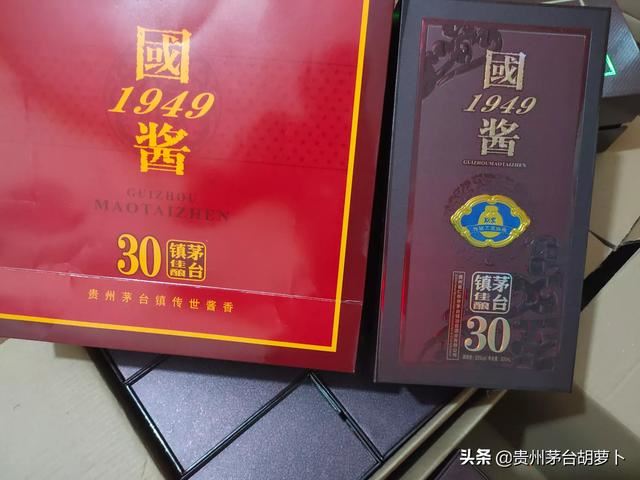 國
1949
酱
GUIZHOU
MAOTAIZHEN
30
茅台
镇
佳酿
贵州茅台镇传世酱香
國
1949
酱
GUIZHOUMAOTAIZHEN
茅台
镇
佳酿
30
头条 @贵州茅台胡萝卜